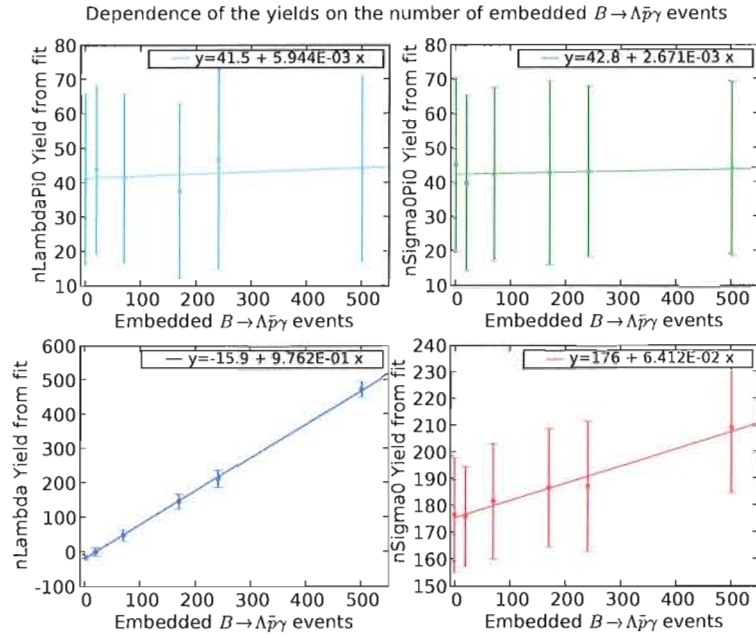 Dependence of the yields on the number of embedded B→Λp̄γ events
80
70
60
50
40
30
20
10
nLambdaPi0 Yield from fit
y=41.5 + 5.944E-03 x
0 100 200 300 400 500
Embedded B→Λp̄γ events
80
70
60
50
40
30
20
10
nSigma0Pi0 Yield from fit
y=42.8 + 2.671E-03 x
0 100 200 300 400 500
Embedded B→Λp̄γ events
600
500
400
300
200
100
0
-100
nLambda Yield from fit
y=-15.9 + 9.762E-01 x
0 100 200 300 400 500
Embedded B→Λp̄γ events
240
230
220
210
200
190
180
170
160
150
nSigma0 Yield from fit
y=176 + 6.412E-02 x
0 100 200 300 400 500
Embedded B→Λp̄γ events